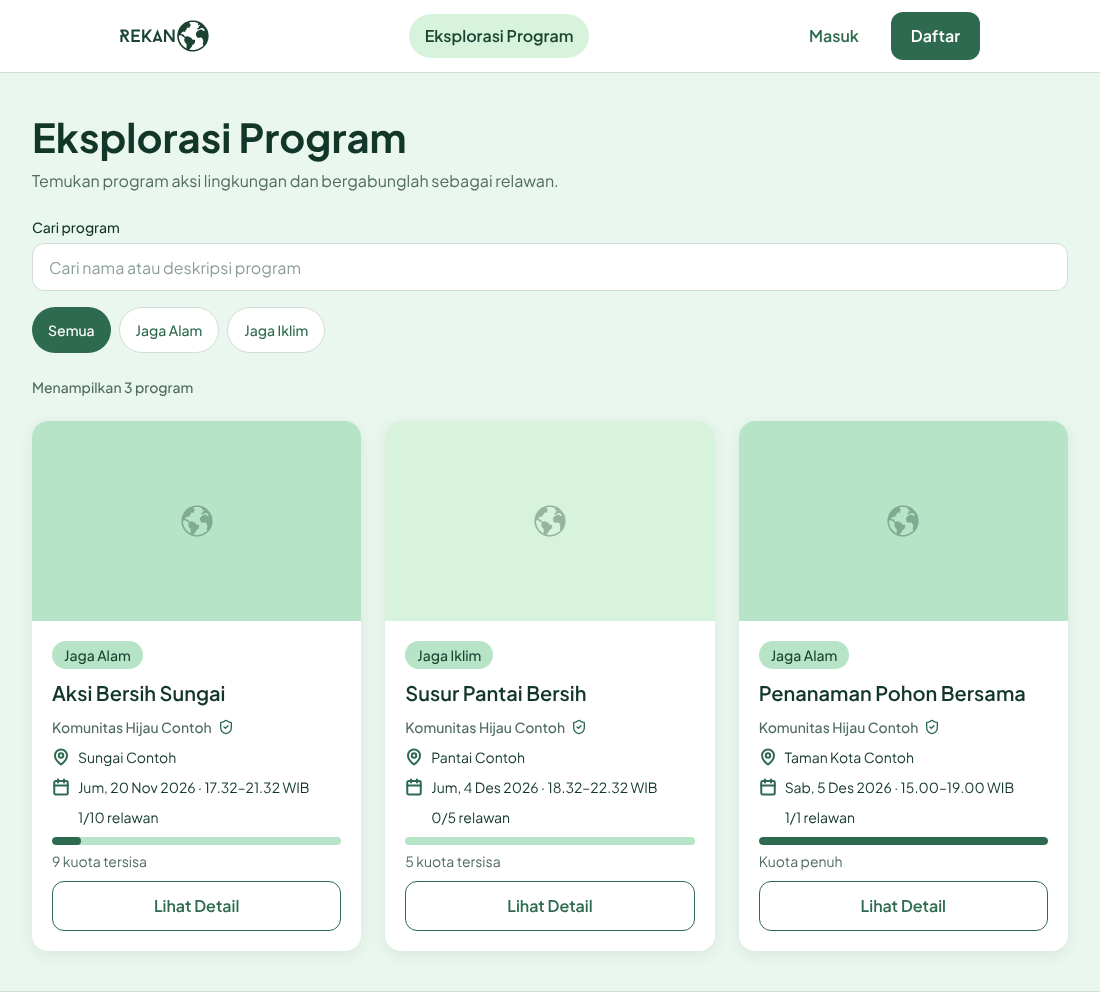 REKAN
Eksplorasi Program
Masuk
Daftar
Eksplorasi Program
Temukan program aksi lingkungan dan bergabunglah sebagai relawan.
Cari program
Cari nama atau deskripsi program
Semua
Jaga Alam
Jaga Iklim
Menampilkan 3 program
Jaga Alam
Aksi Bersih Sungai
Komunitas Hijau Contoh
Sungai Contoh
Jum, 20 Nov 2026 · 17.32–21.32 WIB
1/10 relawan
9 kuota tersisa
Lihat Detail
Jaga Iklim
Susur Pantai Bersih
Komunitas Hijau Contoh
Pantai Contoh
Jum, 4 Des 2026 · 18.32–22.32 WIB
0/5 relawan
5 kuota tersisa
Lihat Detail
Jaga Alam
Penanaman Pohon Bersama
Komunitas Hijau Contoh
Taman Kota Contoh
Sab, 5 Des 2026 · 15.00–19.00 WIB
1/1 relawan
Kuota penuh
Lihat Detail